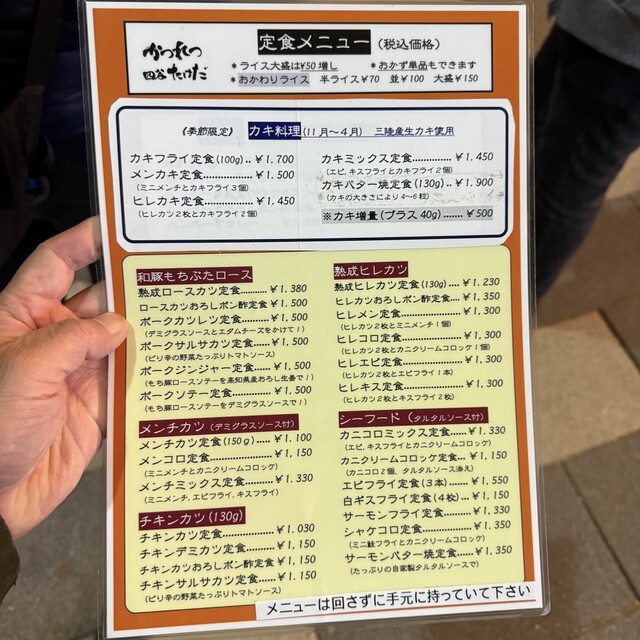 かつれつ
四谷たけだ
定食メニュー（税込価格）
＊ライス大盛は¥50増し ＊おかず単品もできます
＊おかわりライス 半ライス¥70 並¥100 大盛¥150
《季節限定》 カキ料理（11月〜4月） 三陸産生カキ使用
カキフライ定食(100g)‥¥1.700
メンカキ定食……………¥1.500
（ミニメンチとカキフライ3個）
ヒレカキ定食……………¥1.450
（ヒレカツ2枚とカキフライ2個）
カキミックス定食……………¥1.450
（エビ,キスフライとカキフライ2個）
カキバター焼定食(130g)…¥1.900
（カキの大きさにより4〜6粒）
※カキ増量（プラス40g)……¥500
和豚もちぶたロース
熟成ロースカツ定食………¥1.380
ロースカツおろしポン酢定食¥1,500
ポークカツレツ定食………¥1,500
（デミグラスソースとエダムチーズをかけて！）
ポークサルサカツ定食……¥1,500
（ピリ辛の野菜たっぷりトマトソース）
ポークジンジャー定食……¥1,500
（もち豚ロースソテーを高知県産おろし生姜で！）
ポークソテー定食…………¥1,500
（もち豚ロースソテーをデミグラスソースで！）
メンチカツ（デミグラスソース付）
メンチカツ定食(150g)……¥1.100
メンコロ定食………………¥1,150
（ミニメンチとカニクリームコロッケ）
メンチミックス定食………¥1.330
（ミニメンチ,エビフライ,キスフライ）
チキンカツ(130g)
チキンカツ定食……………¥1.030
チキンデミカツ定食………¥1,150
チキンカツおろしポン酢定食¥1,150
チキンサルサカツ定食……¥1,150
（ピリ辛の野菜たっぷりトマトソース）
熟成ヒレカツ
熟成ヒレカツ定食(130g)…¥1.230
ヒレカツおろしポン酢定食…¥1,350
ヒレメン定食………………¥1,300
（ヒレカツ2枚とミニメンチ1個）
ヒレコロ定食………………¥1,300
（ヒレカツ2枚とカニクリームコロッケ1個）
ヒレエビ定食………………¥1,300
（ヒレカツ2枚とエビフライ1本）
ヒレキス定食………………¥1,300
（ヒレカツ2枚とキスフライ2枚）
シーフード（タルタルソース付）
カニコロミックス定食……¥1.330
（エビ,キスフライとカニクリームコロッケ）
カニクリームコロッケ定食…¥1,150
（カニコロ2個、タルタルソース添え）
エビフライ定食(3本)……¥1,550
白ギスフライ定食(4枚)…¥1,150
サーモンフライ定食………¥1,330
シャケコロ定食……………¥1,350
（ミニ鮭フライとカニクリームコロッケ）
サーモンバター焼定食……¥1,350
（たっぷりの自家製タルタルソースで）
メニューは回さずに手元に持っていて下さい